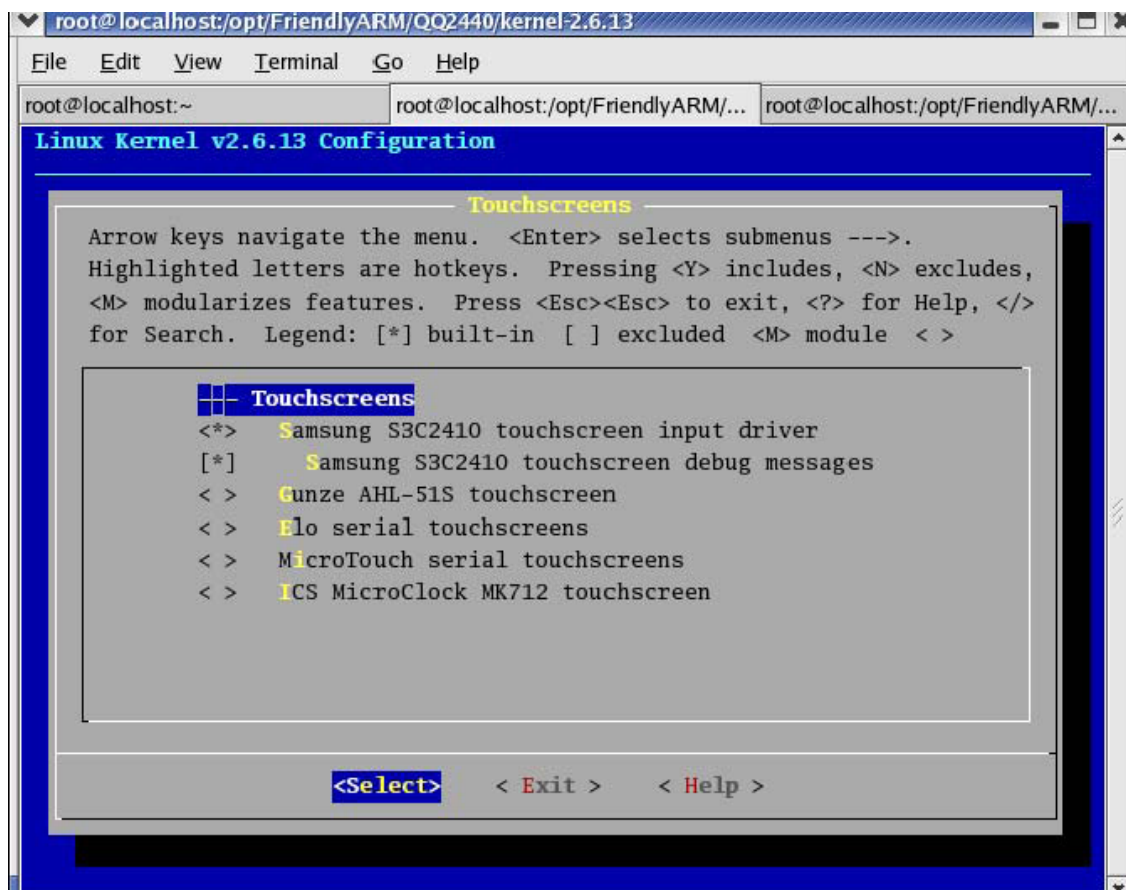 root@localhost:/opt/FriendlyARM/QQ2440/kernel-2.6.13
File Edit View Terminal Go Help
root@localhost:~ root@localhost:/opt/FriendlyARM/... root@localhost:/opt/FriendlyARM/...
Linux Kernel v2.6.13 Configuration
Touchscreens
Arrow keys navigate the menu. <Enter> selects submenus --->.
Highlighted letters are hotkeys. Pressing <Y> includes, <N> excludes,
<M> modularizes features. Press <Esc><Esc> to exit, <?> for Help, </>
for Search. Legend: [*] built-in [ ] excluded <M> module < >
--- Touchscreens
<*> Samsung S3C2410 touchscreen input driver
[*] Samsung S3C2410 touchscreen debug messages
< > Gunze AHL-51S touchscreen
< > Elo serial touchscreens
< > MicroTouch serial touchscreens
< > ICS MicroClock MK712 touchscreen
<Select> < Exit > < Help >